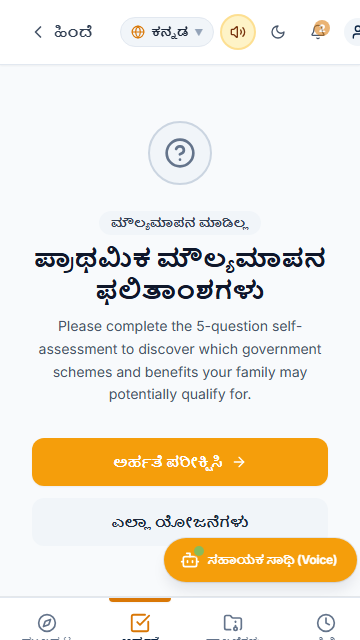 ಹಿಂದೆ
ಕನ್ನಡ
ಮೌಲ್ಯಮಾಪನ ಮಾಡಿಲ್ಲ
ಪ್ರಾಥಮಿಕ ಮೌಲ್ಯಮಾಪನ
ಫಲಿತಾಂಶಗಳು
Please complete the 5-question self-
assessment to discover which government
schemes and benefits your family may
potentially qualify for.
ಅರ್ಹತೆ ಪರೀಕ್ಷಿಸಿ →
ಎಲ್ಲಾ ಯೋಜನೆಗಳು
ಸಹಾಯಕ ಸಾಥಿ (Voice)